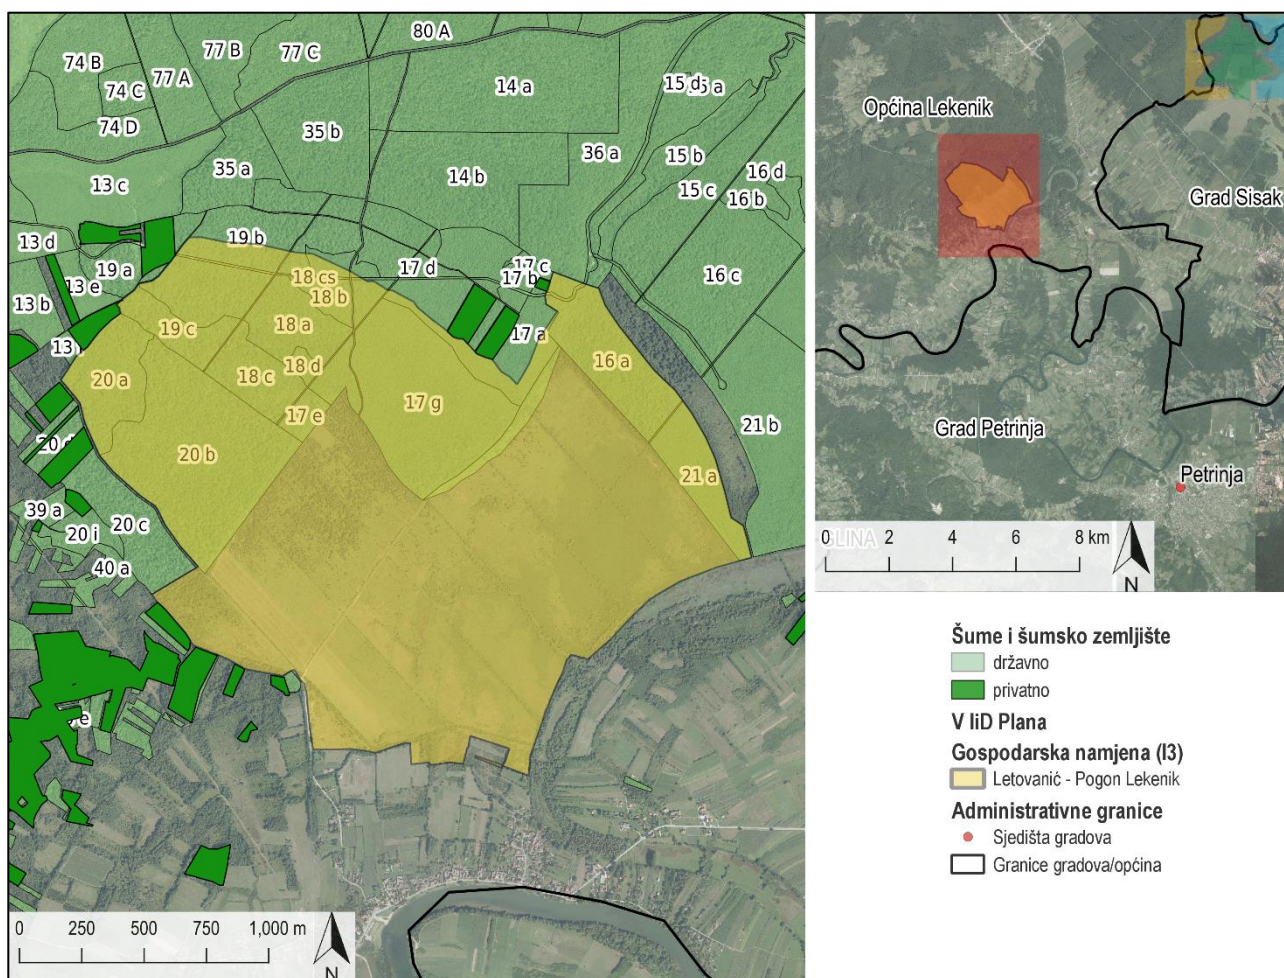 80 A
77 B
77 C
74 B
77 A
74 C
74 D
14 a
15 d
35 b
36 a
15 b
16 d
35 a
14 b
15 c
16 b
13 c
19 b
13 d
17 d
17 c
17 b
19 a
18 cs
16 c
13 e
18 b
13 b
19 c
18 a
17 a
16 a
18 d
20 a
18 c
17 g
17 e
21 b
20 b
21 a
39 a
20 c
20 i
40 a
0 250 500 750 1,000 m
N
Općina Lekenik
Grad Sisak
Grad Petrinja
Petrinja
GLINA
0 2 4 6 8 km
N
Šume i šumsko zemljište
državno
privatno
V IiD Plana
Gospodarska namjena (I3)
Letovanić - Pogon Lekenik
Administrativne granice
Sjedišta gradova
Granice gradova/općina